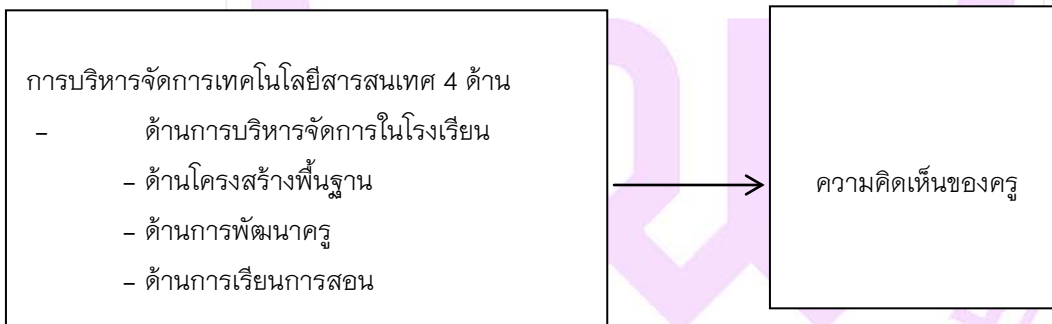 การบริหารจัดการเทคโนโลยีสารสนเทศ 4 ด้าน
– ด้านการบริหารจัดการในโรงเรียน
– ด้านโครงสร้างพื้นฐาน
– ด้านการพัฒนาครู
– ด้านการเรียนการสอน
ความคิดเห็นของครู